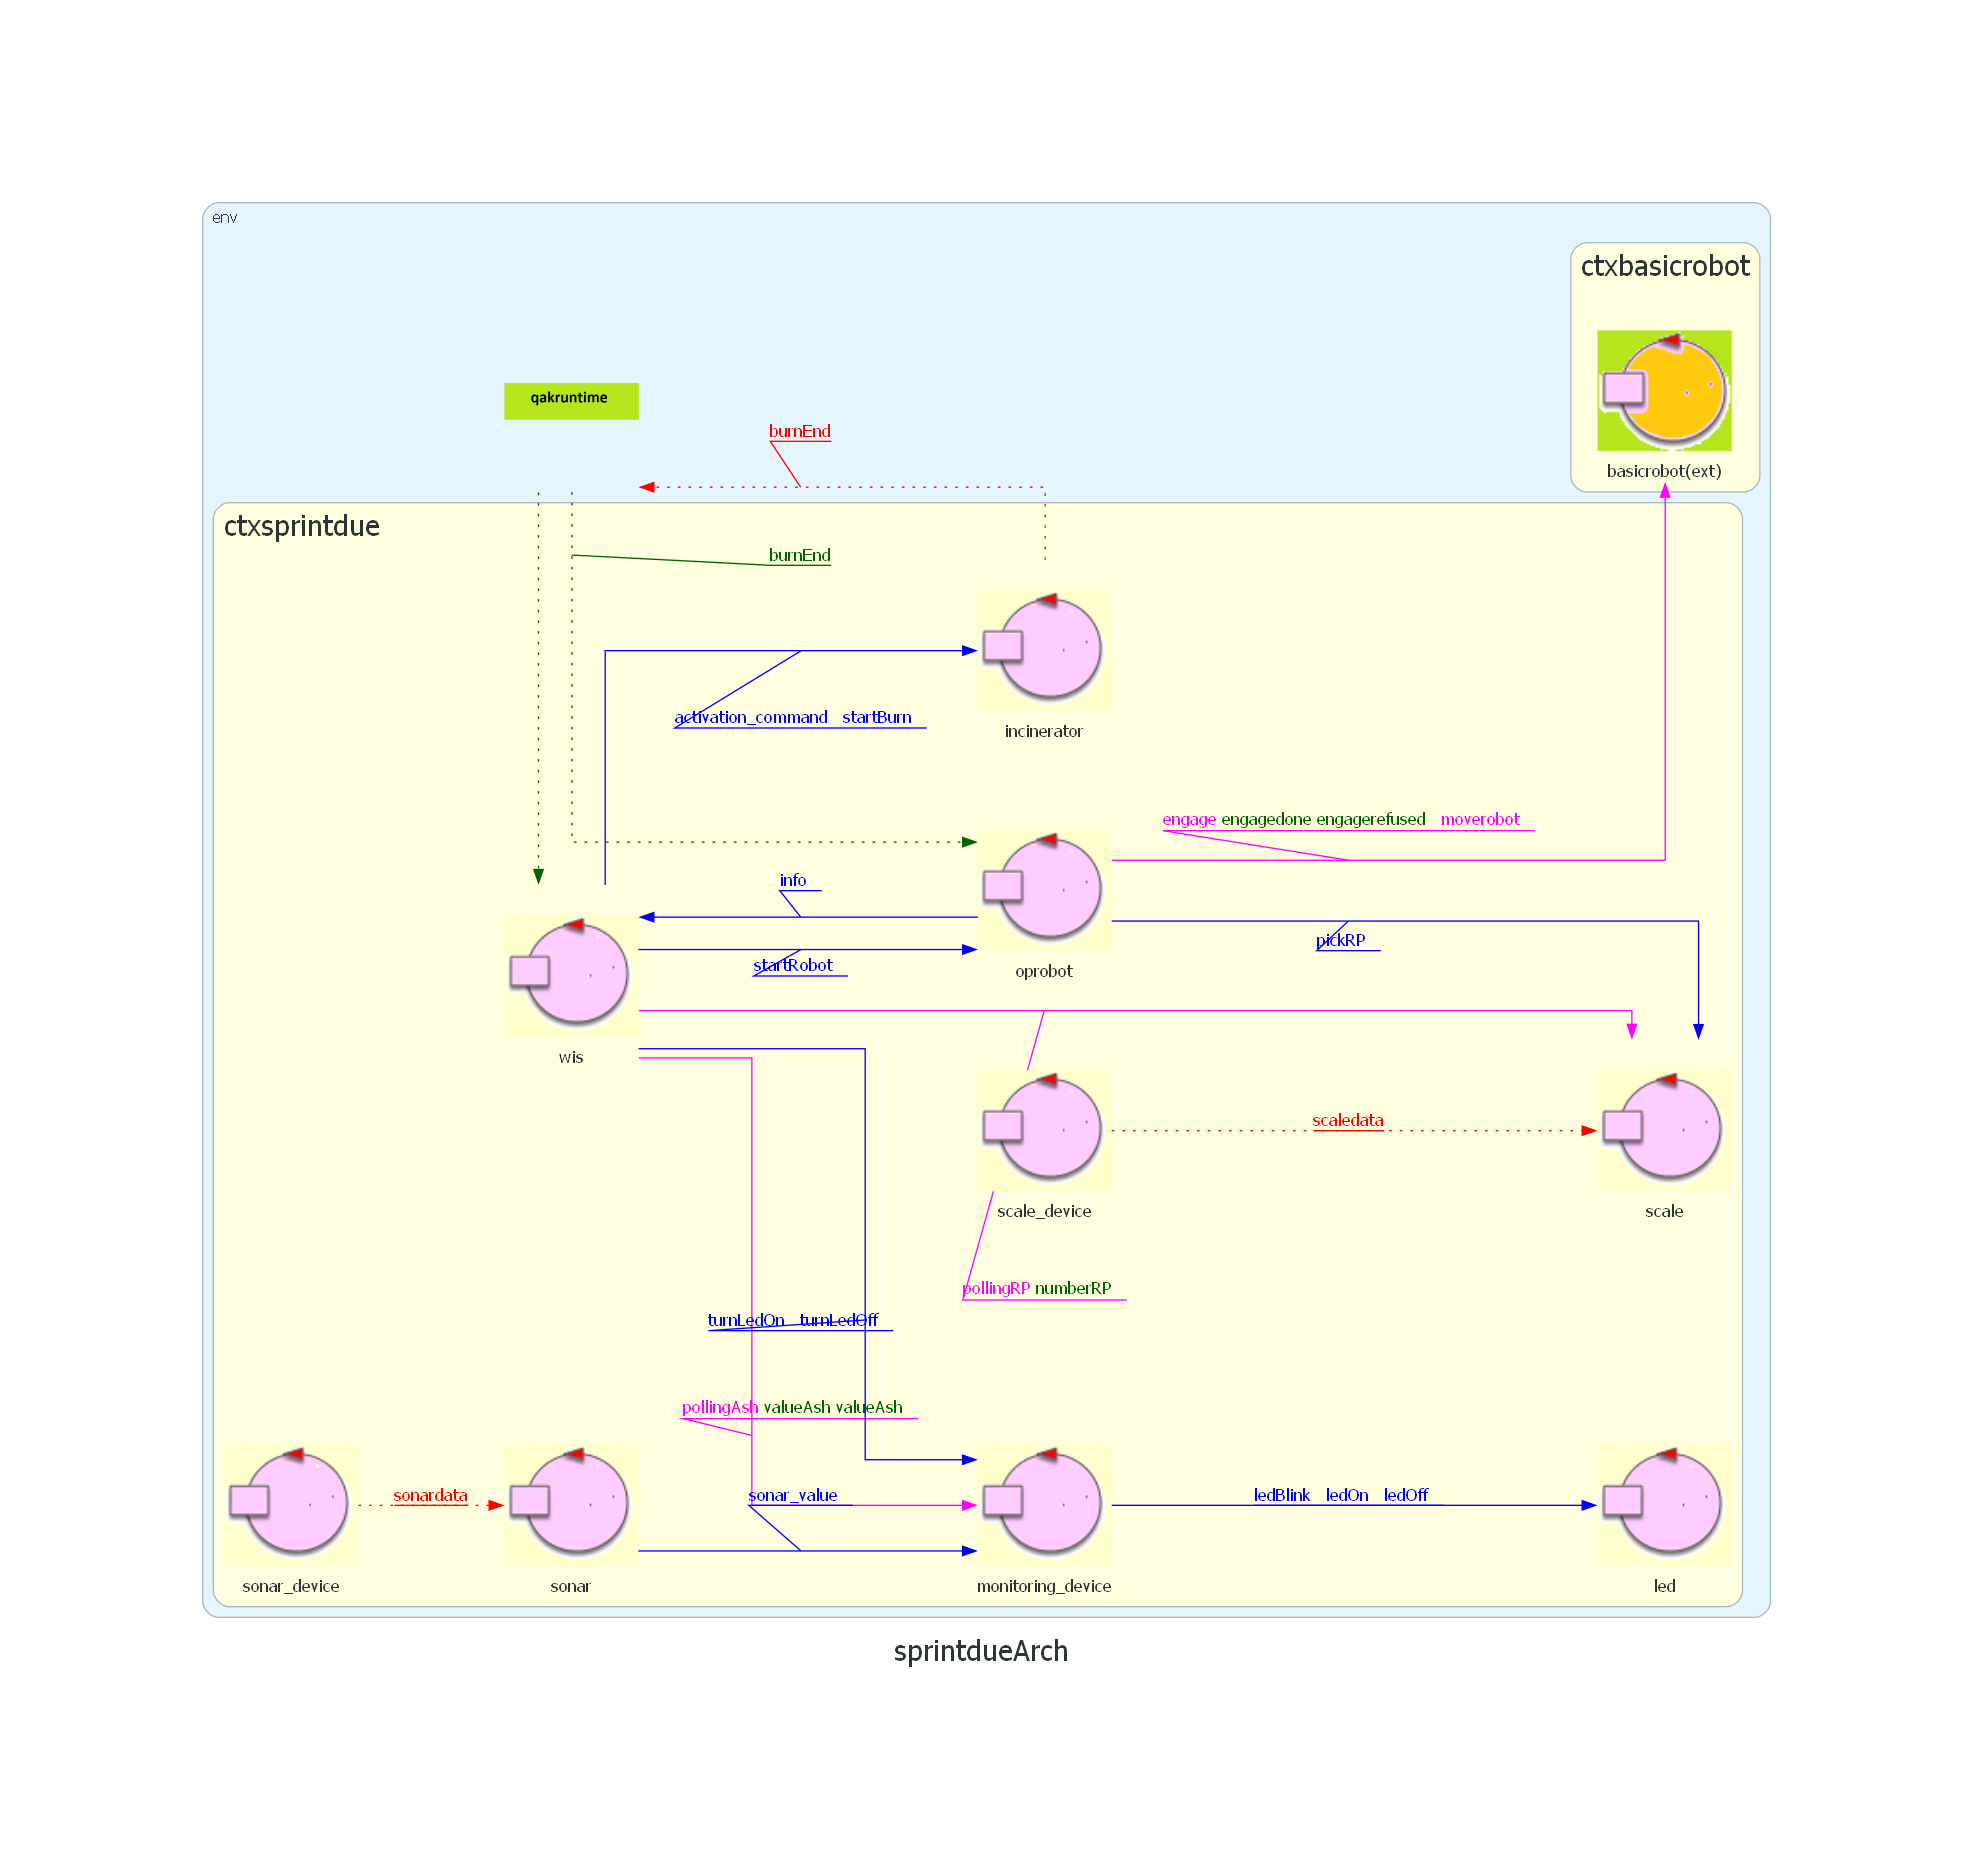 env
ctxbasicrobot
qakruntime
burnEnd
basicrobot(ext)
ctxsprintdue
burnEnd
activation_command startBurn
incinerator
engage engagedone engagerefused moverobot
info
pickRP
startRobot
oprobot
wis
scaledata
scale_device
scale
pollingRP numberRP
turnLedOn turnLedOff
pollingAsh valueAsh valueAsh
sonardata
sonar_value
ledBlink ledOn ledOff
sonar_device
sonar
monitoring_device
led
sprintdueArch